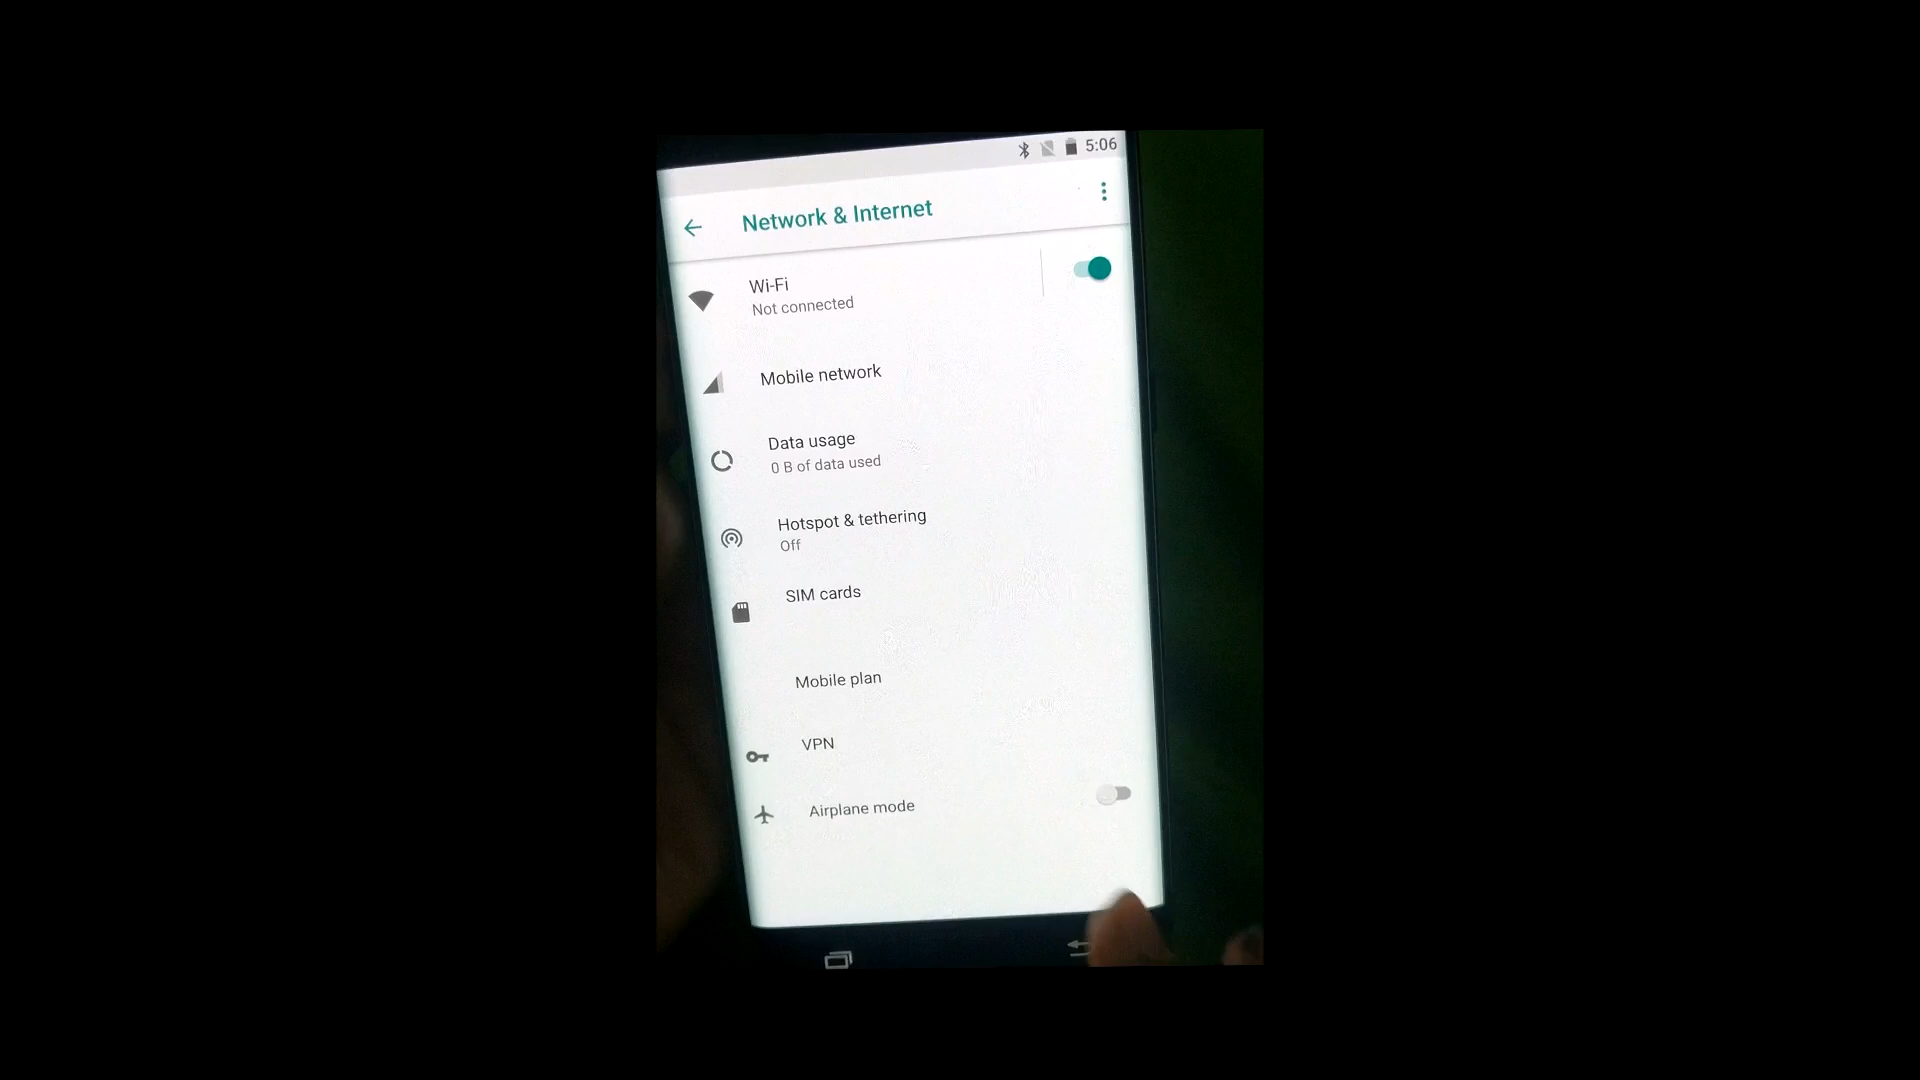 5:06
Network & Internet
Wi-Fi
Not connected
Mobile network
Data usage
0 B of data used
Hotspot & tethering
Off
SIM cards
Mobile plan
VPN
Airplane mode